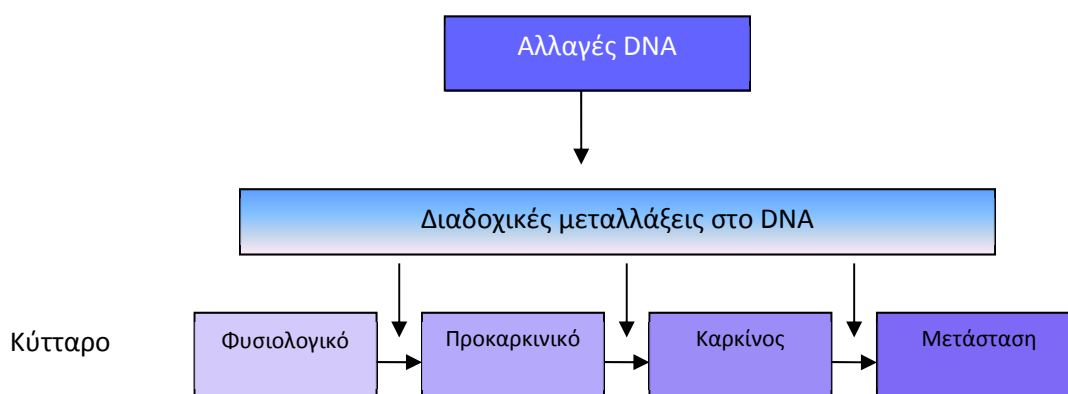 Αλλαγές DNA
Διαδοχικές μεταλλάξεις στο DNA
Κύτταρο
Φυσιολογικό
Προκαρκινικό
Καρκίνος
Μετάσταση